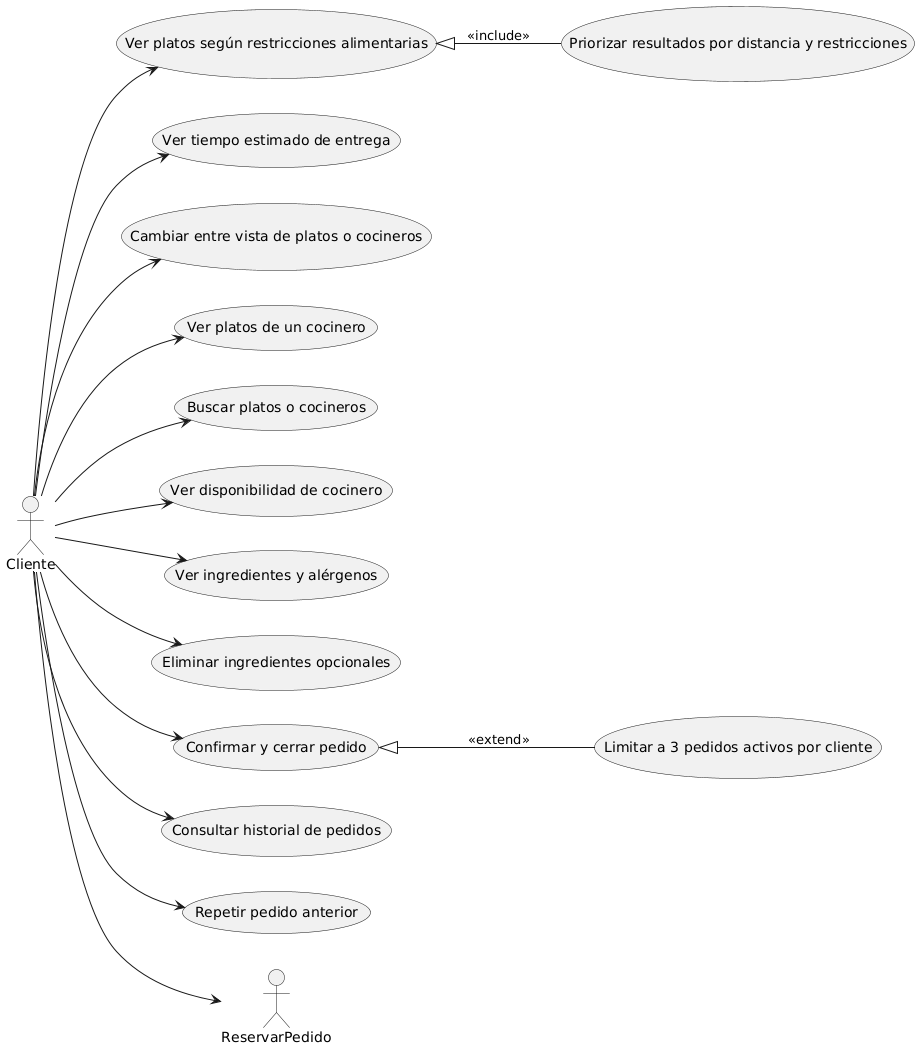 Ver platos según restricciones alimentarias
«include»
Priorizar resultados por distancia y restricciones
Ver tiempo estimado de entrega
Cambiar entre vista de platos o cocineros
Ver platos de un cocinero
Buscar platos o cocineros
Ver disponibilidad de cocinero
Cliente
Ver ingredientes y alérgenos
Eliminar ingredientes opcionales
Confirmar y cerrar pedido
«extend»
Limitar a 3 pedidos activos por cliente
Consultar historial de pedidos
Repetir pedido anterior
ReservarPedido